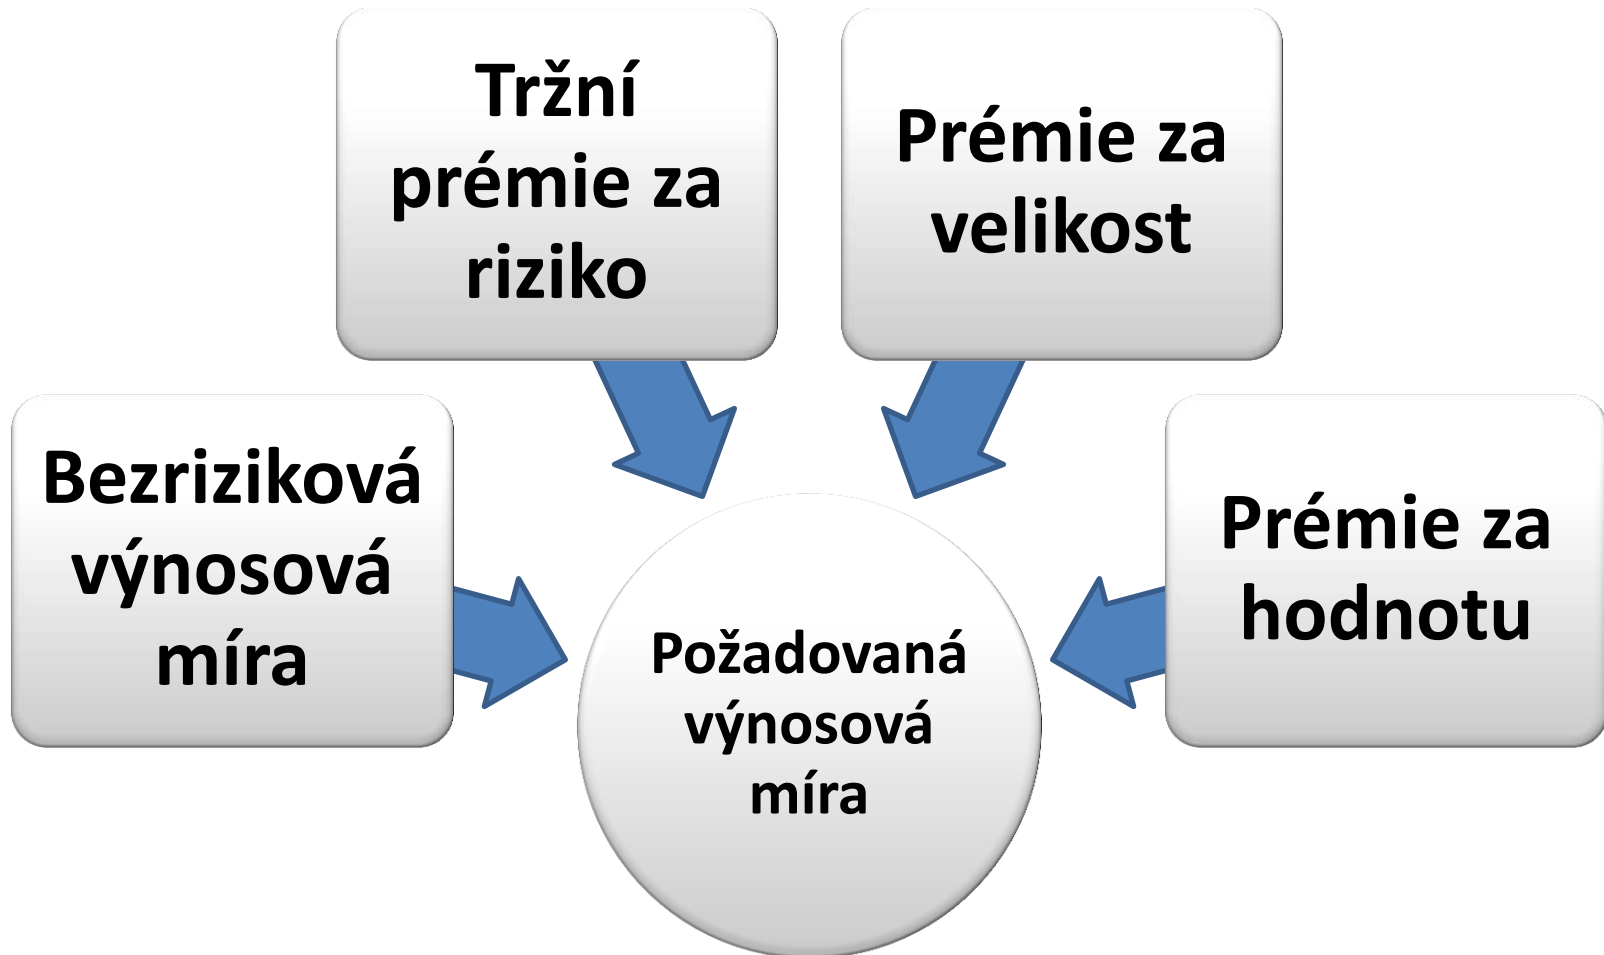 Tržní
prémie za
riziko
Prémie za
velikost
Bezriziková
výnosová
míra
Prémie za
hodnotu
Požadovaná
výnosová
míra